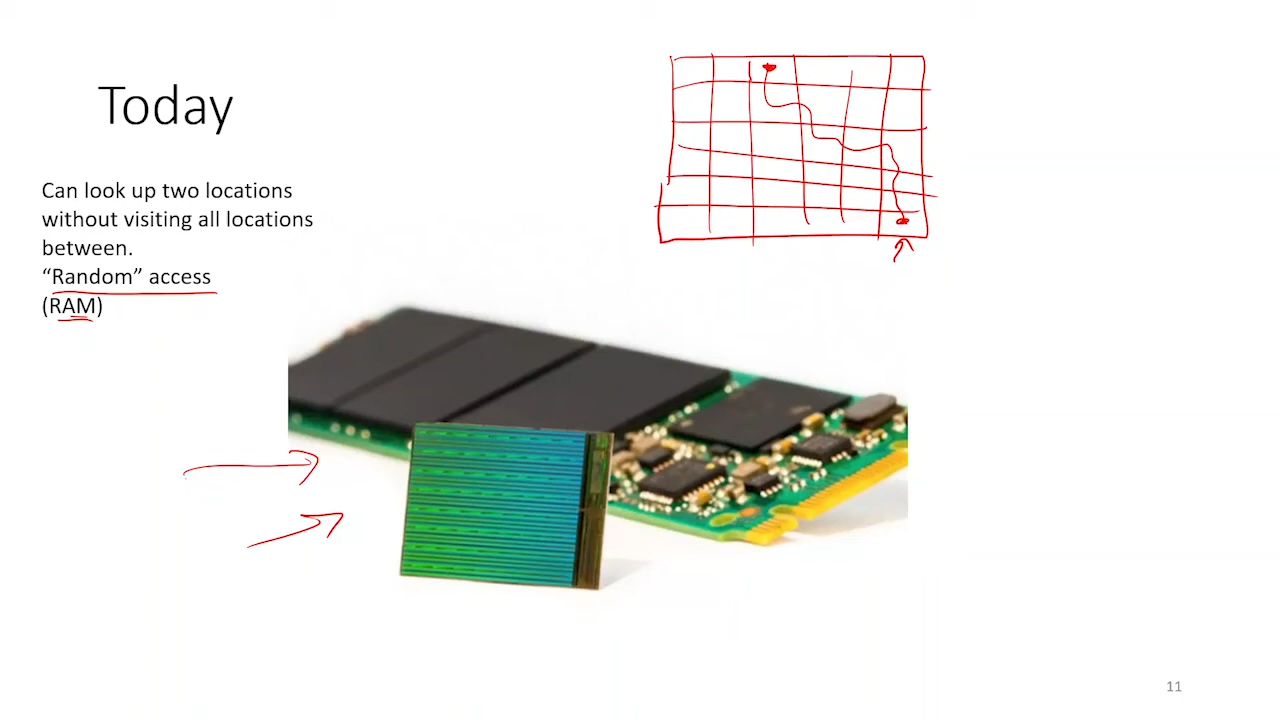 Today
Can look up two locations
without visiting all locations
between.
“Random” access
(RAM)
11